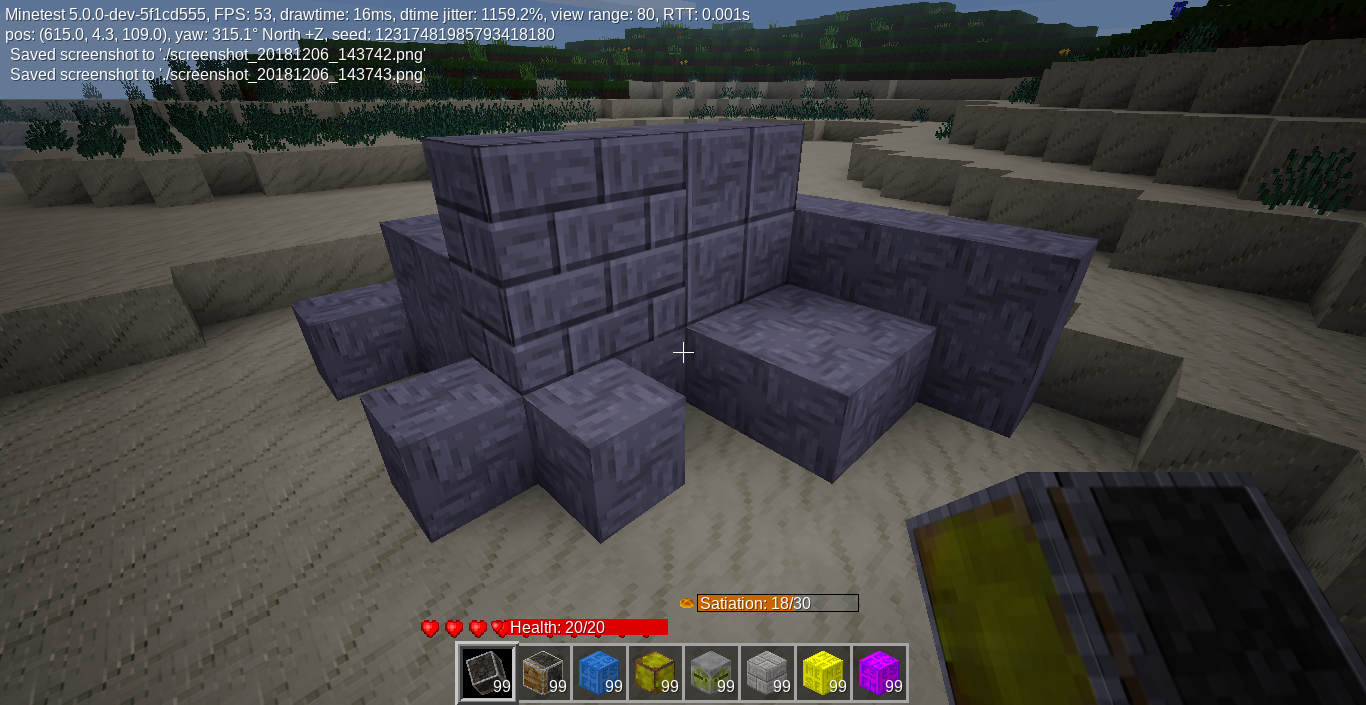 Minetest 5.0.0-dev-5f1cd555, FPS: 53, drawtime: 16ms, dtime jitter: 1159.2%, view range: 80, RTT: 0.001s
pos: (615.0, 4.3, 109.0), yaw: 315.1° North +Z, seed: 12317481985793418180
Saved screenshot to './screenshot_20181206_143742.png'
Saved screenshot to './screenshot_20181206_143743.png'
Satiation: 18/30
Health: 20/20
99 99 99 99 99 99 99 99